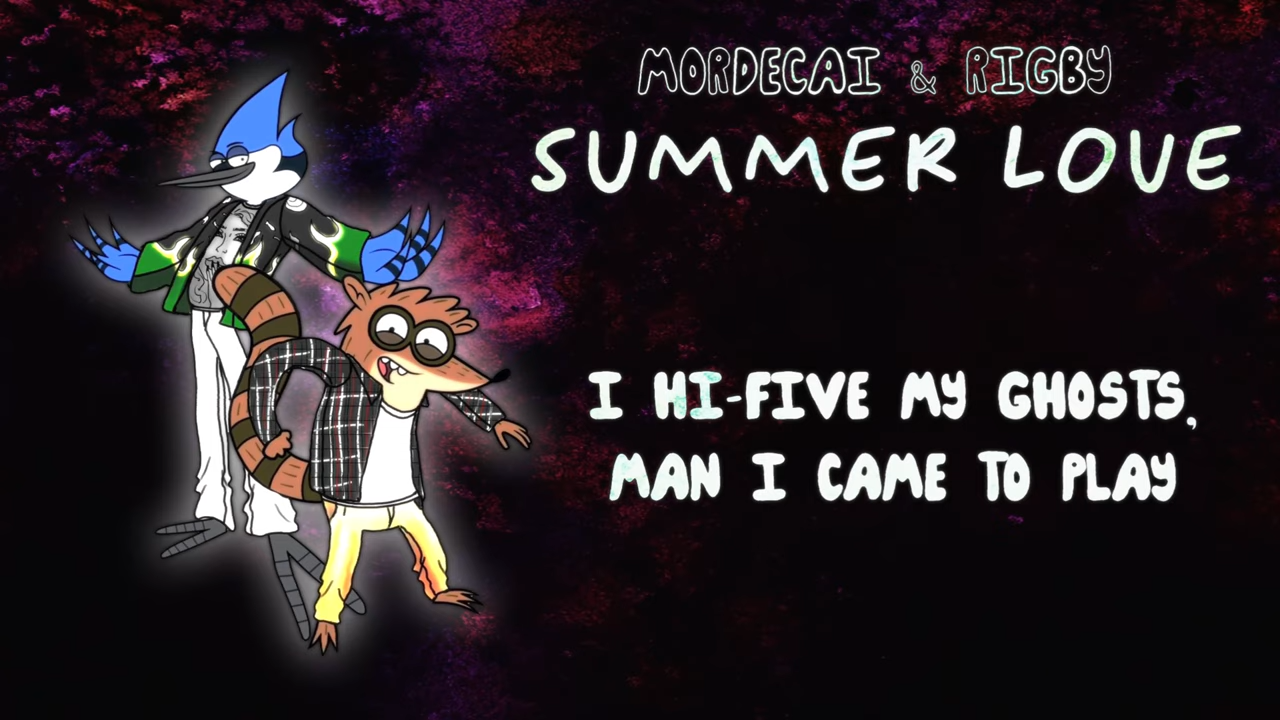 MORDECAI & RIGBY
SUMMER LOVE
I HI-FIVE MY GHOSTS,
MAN I CAME TO PLAY